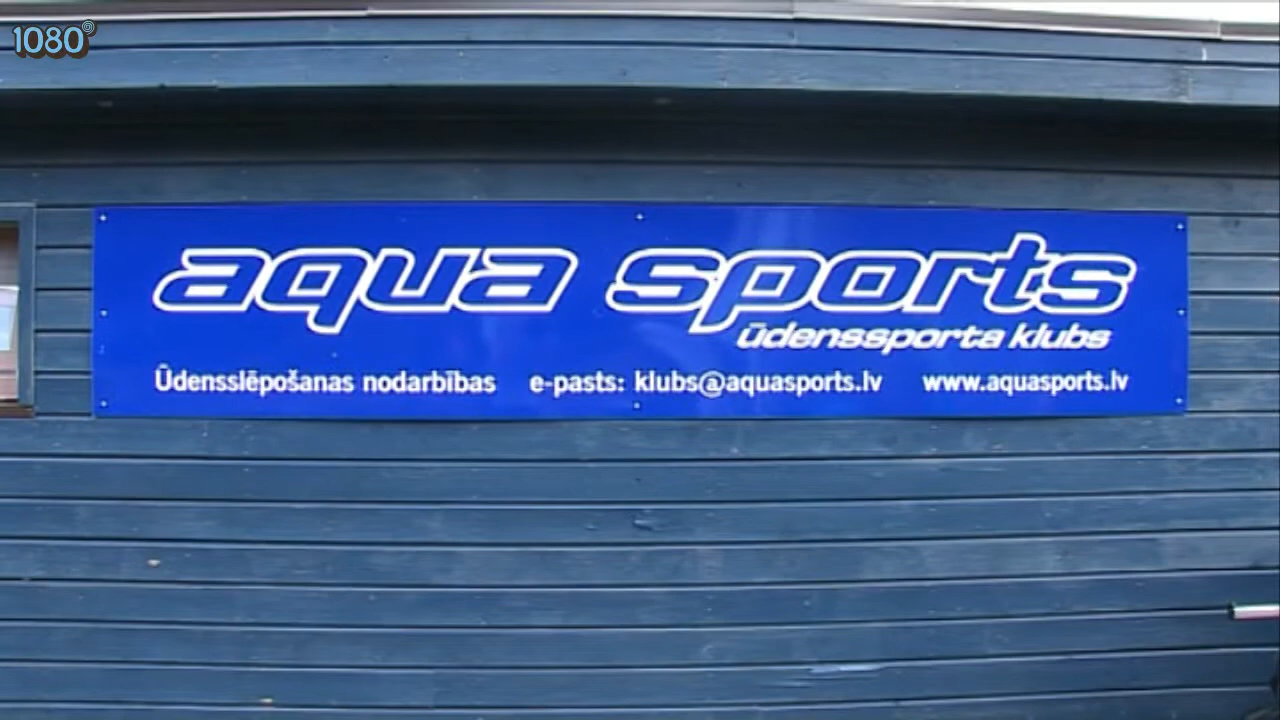 1080°
aqua sports
ūdenssporta klubs
Ūdensslēpošanas nodarbības e-pasts: klubs@aquasports.lv www.aquasports.lv